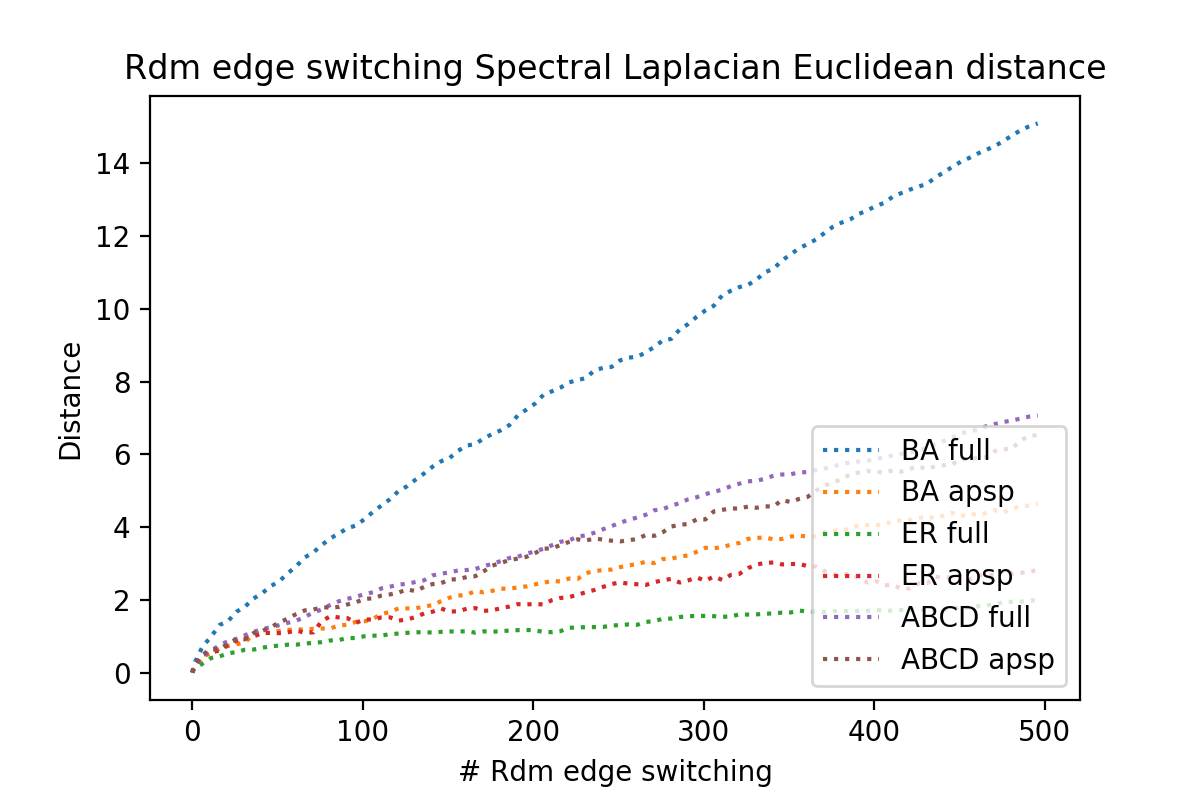 Rdm edge switching Spectral Laplacian Euclidean distance
14
12
10
8
6
4
2
0
Distance
BA full
BA apsp
ER full
ER apsp
ABCD full
ABCD apsp
0 100 200 300 400 500
# Rdm edge switching